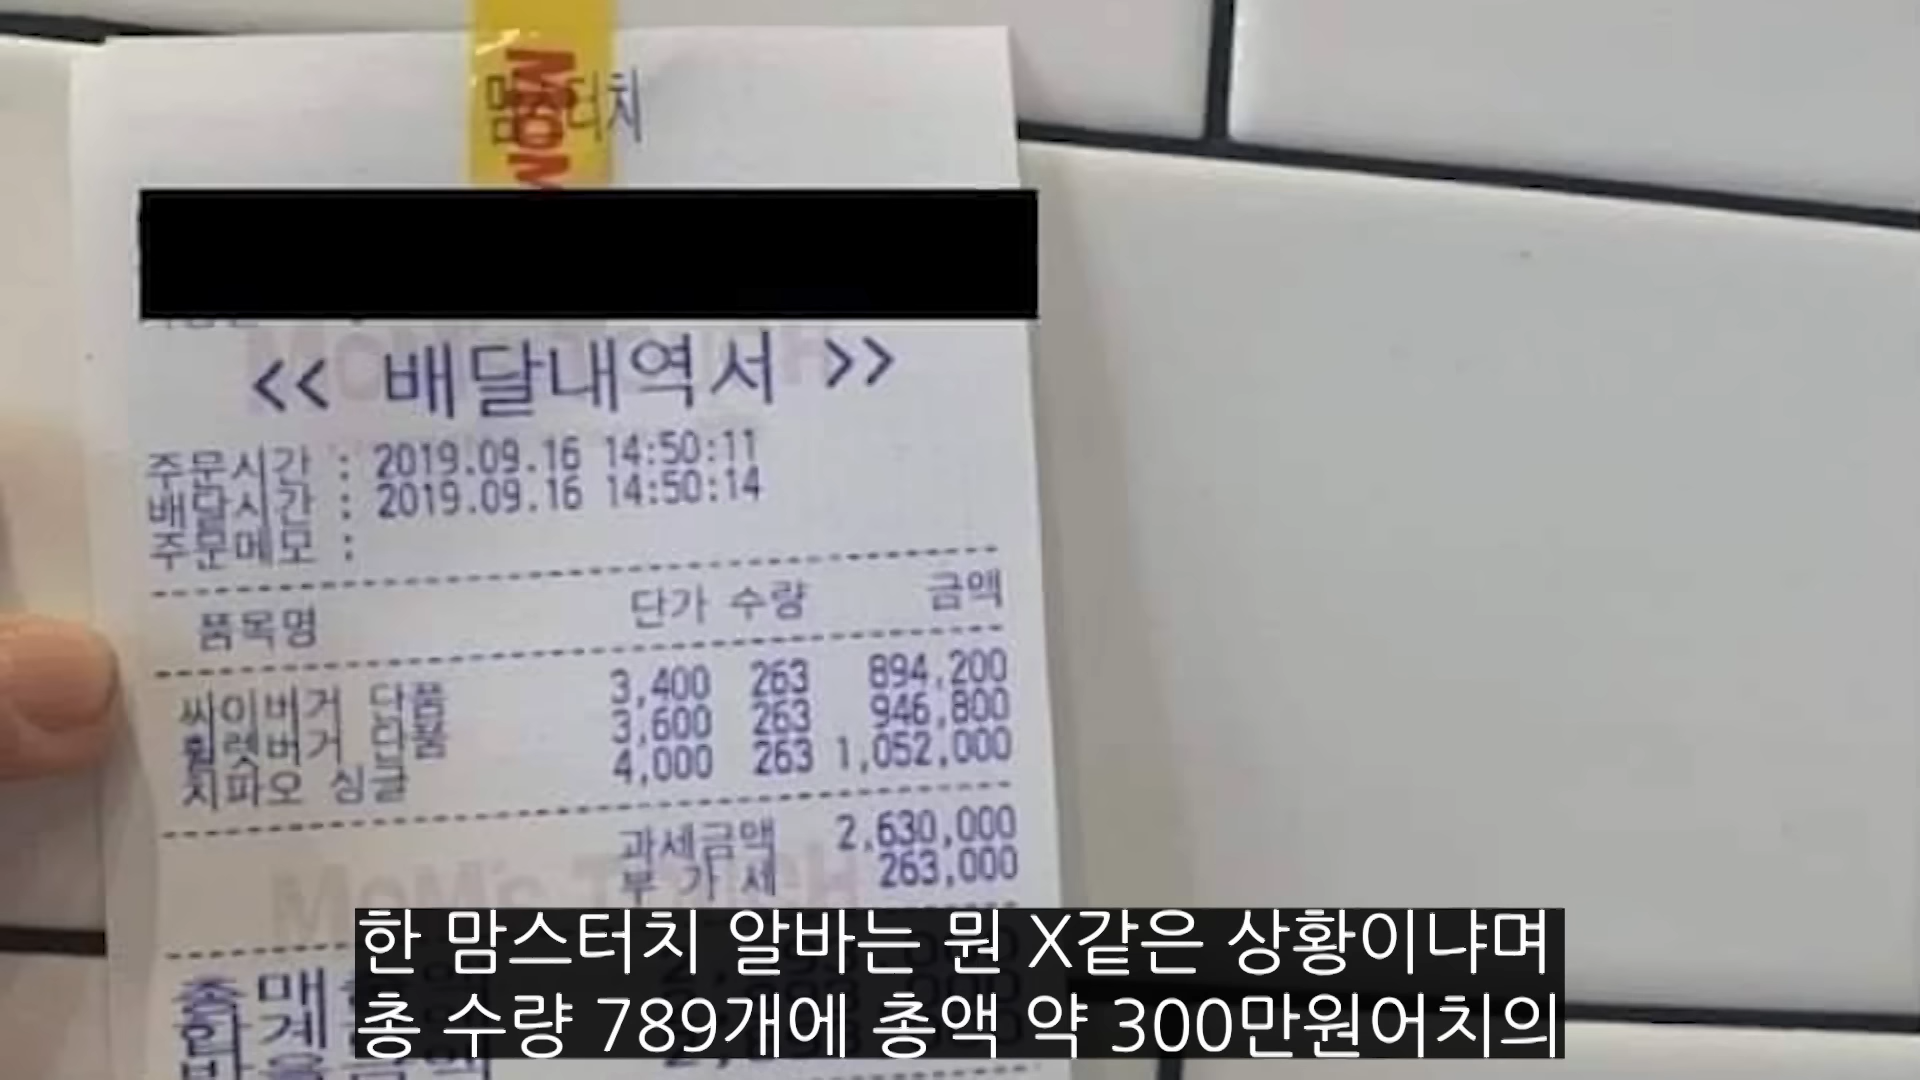 맘스터치
MOM
<< 배달내역서 >>
주문시간 : 2019.09.16 14:50:11
배달시간 : 2019.09.16 14:50:14
주문메모 :
품목명 단가 수량 금액
싸이버거 단품 3,400 263 894,200
휠렛버거 단품 3,600 263 946,800
치파오 싱글 4,000 263 1,052,000
과세금액 2,630,000
부 가 세 263,000
한 맘스터치 알바는 뭔 X같은 상황이냐며
총 수량 789개에 총액 약 300만원어치의